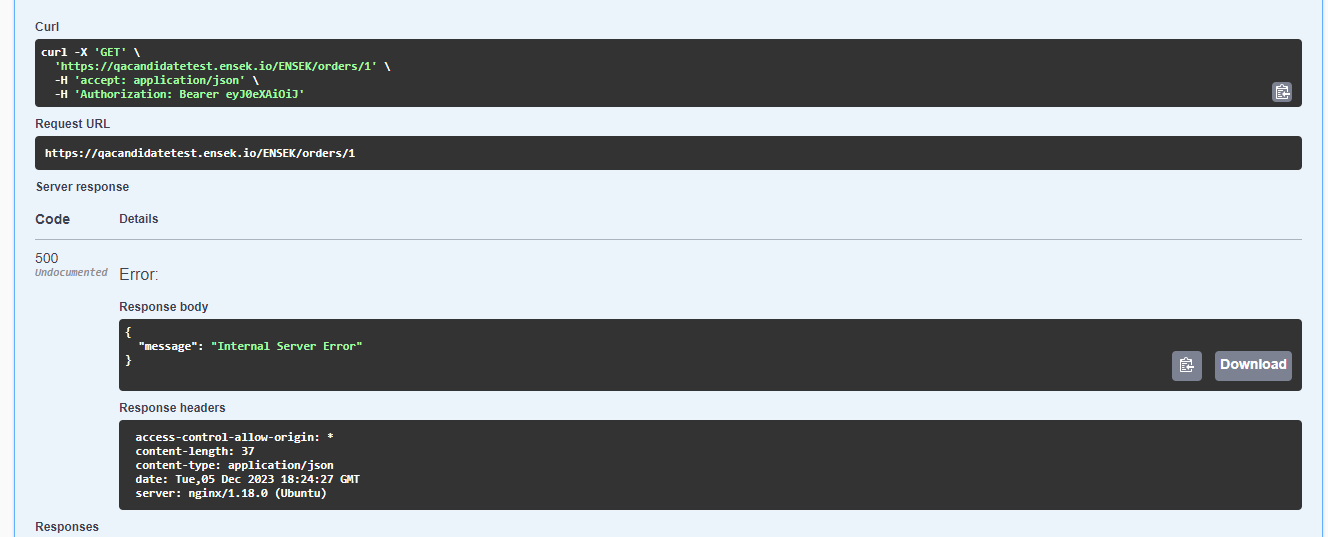 Curl
curl -X 'GET' \
'https://qacandidatetest.ensek.io/ENSEK/orders/1' \
-H 'accept: application/json' \
-H 'Authorization: Bearer eyJ0eXAiOiJ'
Request URL
https://qacandidatetest.ensek.io/ENSEK/orders/1
Server response
Code Details
500
Undocumented
Error:
Response body
{
"message": "Internal Server Error"
}
Download
Response headers
access-control-allow-origin: *
content-length: 37
content-type: application/json
date: Tue,05 Dec 2023 18:24:27 GMT
server: nginx/1.18.0 (Ubuntu)
Responses